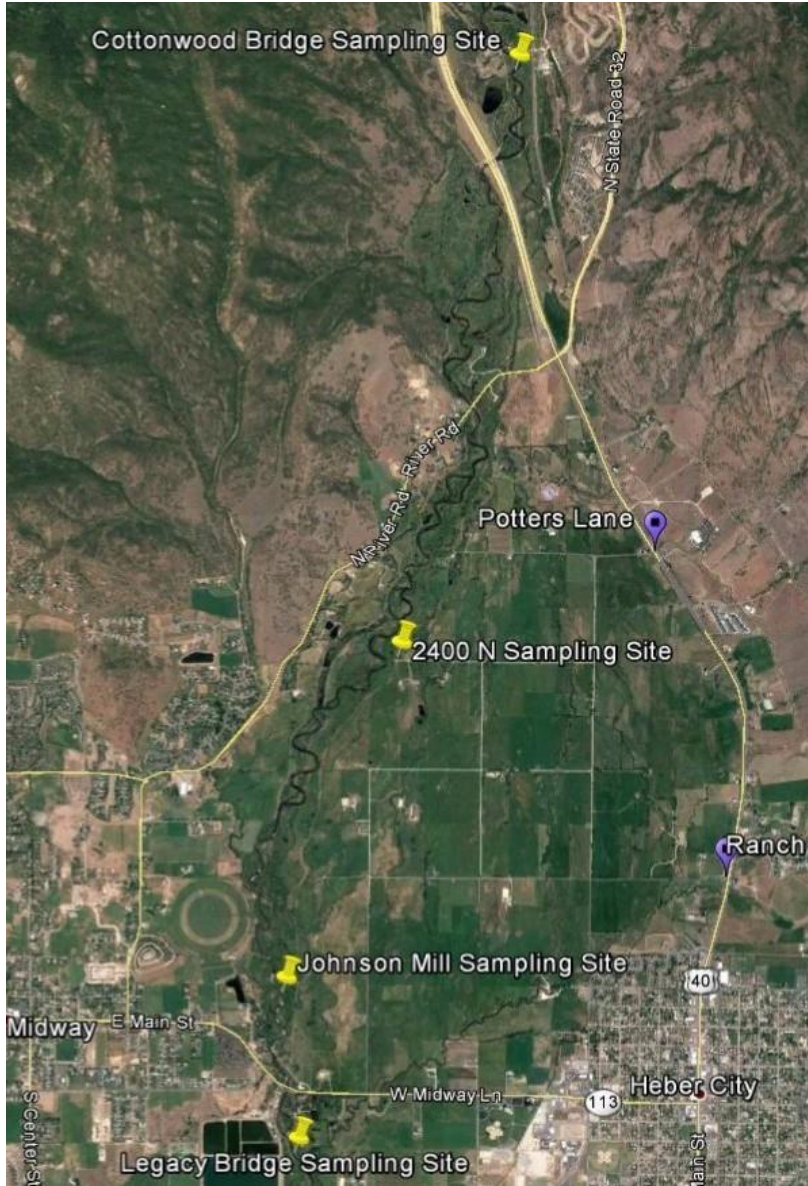 Cottonwood Bridge Sampling Site
N State Road 32
River Rd
N River Rd
Potters Lane
2400 N Sampling Site
Ranch
Johnson Mill Sampling Site
40
Midway
E Main St
W Midway Ln
113
Heber City
S Center St
Main St
Legacy Bridge Sampling Site